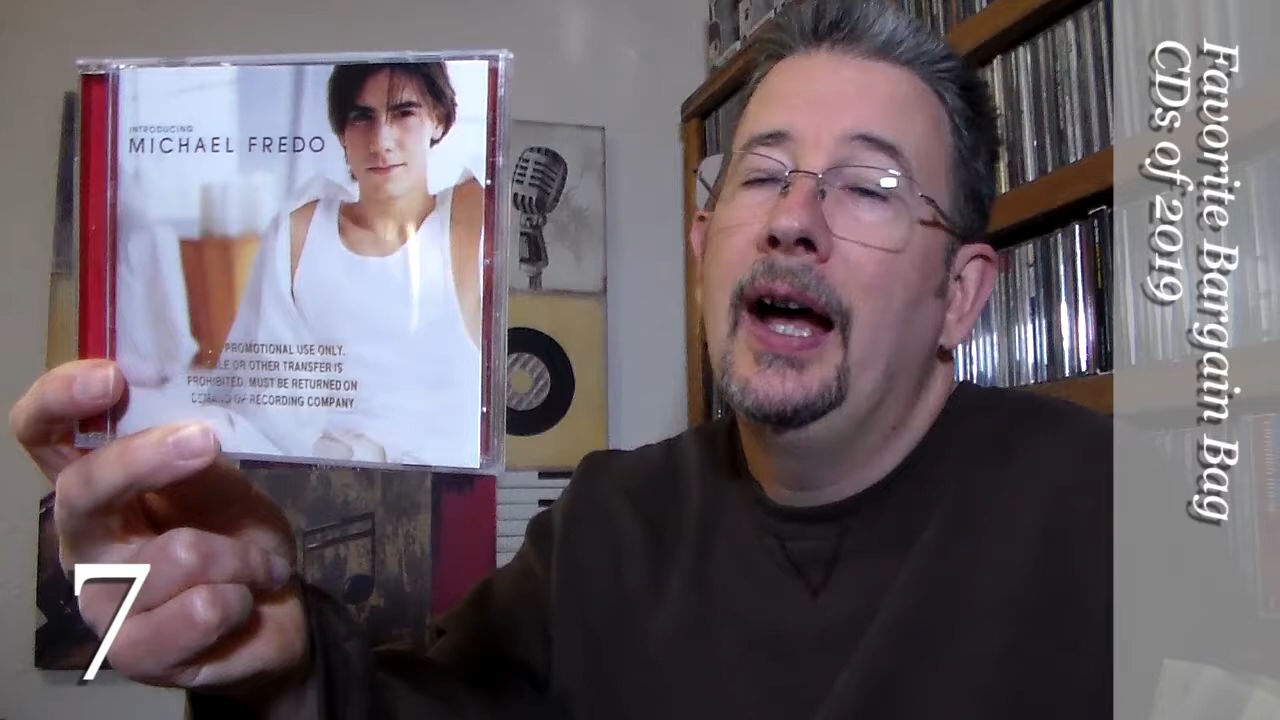 INTRODUCING
MICHAEL FREDO
PROMOTIONAL USE ONLY.
OR OTHER TRANSFER IS
PROHIBITED. MUST BE RETURNED ON
DEMAND OF RECORDING COMPANY
7
Favorite Bargain Bag
CDs of 2019